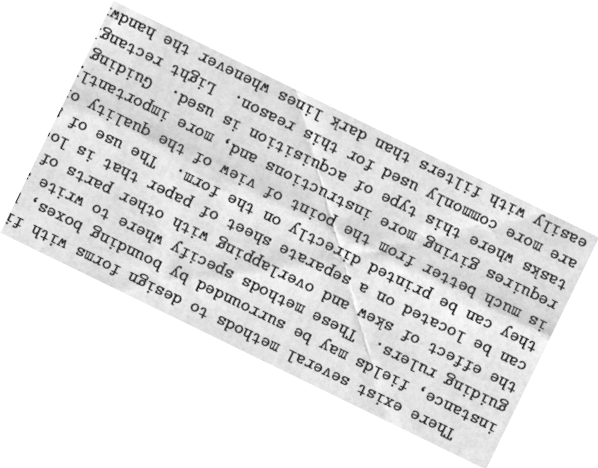 There exist several methods to design forms with fi
instance, fields may be surrounded by bounding boxes,
guiding rulers. These methods specify where to write
the effect of skew and overlapping with other parts of
can be located on a separate sheet of paper that is lo
they can be printed directly on the form. The use of
is much better from the point of view of the quality o
requires giving more instructions and, more importantl
tasks where this type of acquisition is used. Guiding
are more commonly used for this reason. Light rectang
easily with filters than dark lines whenever the handw